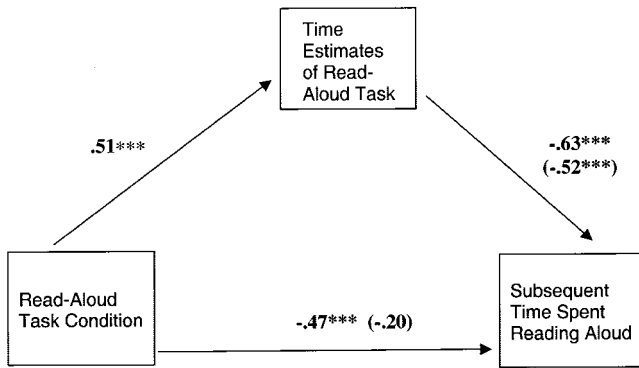 Time
Estimates
of Read-
Aloud Task
.51***
-.63***
(-.52***)
Read-Aloud
Task Condition
-.47*** (-.20)
Subsequent
Time Spent
Reading Aloud